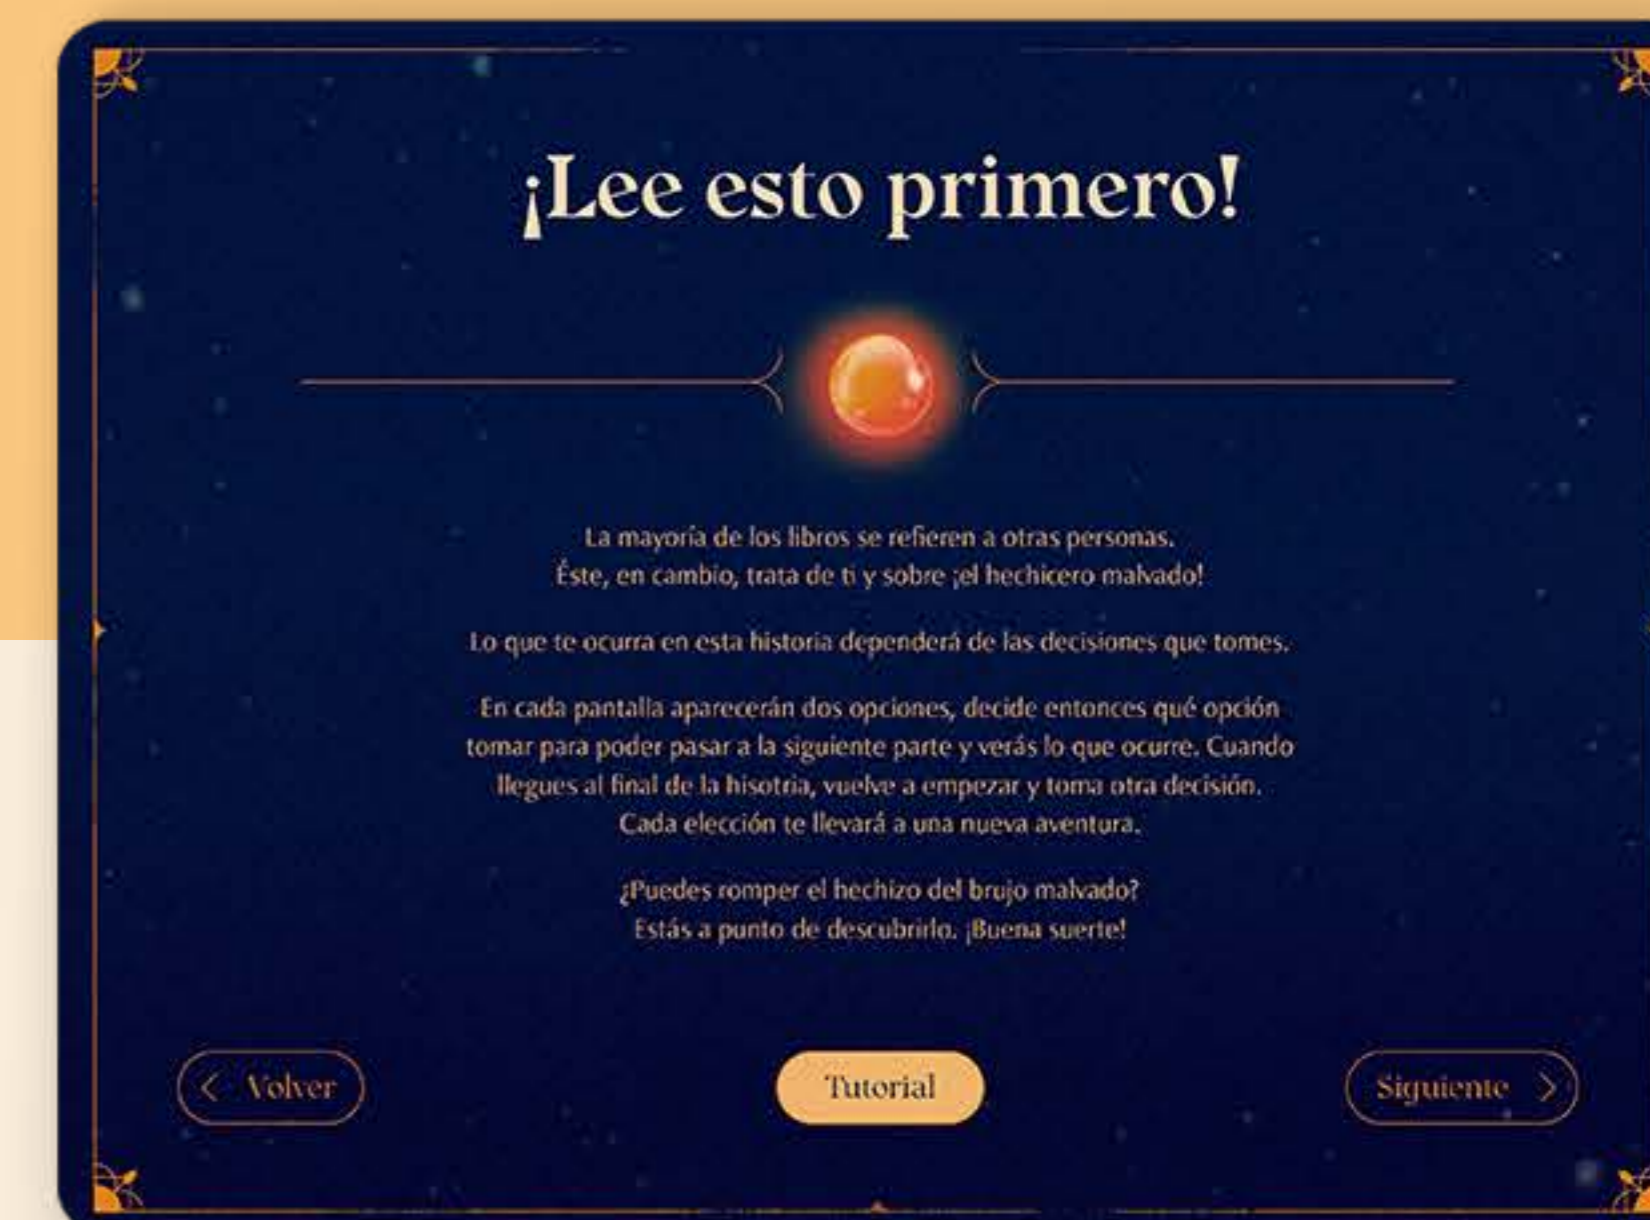 ¡Lee esto primero!
La mayoría de los libros se refieren a otras personas.
Éste, en cambio, trata de ti y sobre ¡el hechicero malvado!
Lo que te ocurra en esta historia dependerá de las decisiones que tomes.
En cada pantalla aparecerán dos opciones, decide entonces qué opción
tomar para poder pasar a la siguiente parte y verás lo que ocurre. Cuando
llegues al final de la hisotria, vuelve a empezar y toma otra decisión.
Cada elección te llevará a una nueva aventura.
¿Puedes romper el hechizo del brujo malvado?
Estás a punto de descubrirlo. ¡Buena suerte!
Volver
Tutorial
Siguiente